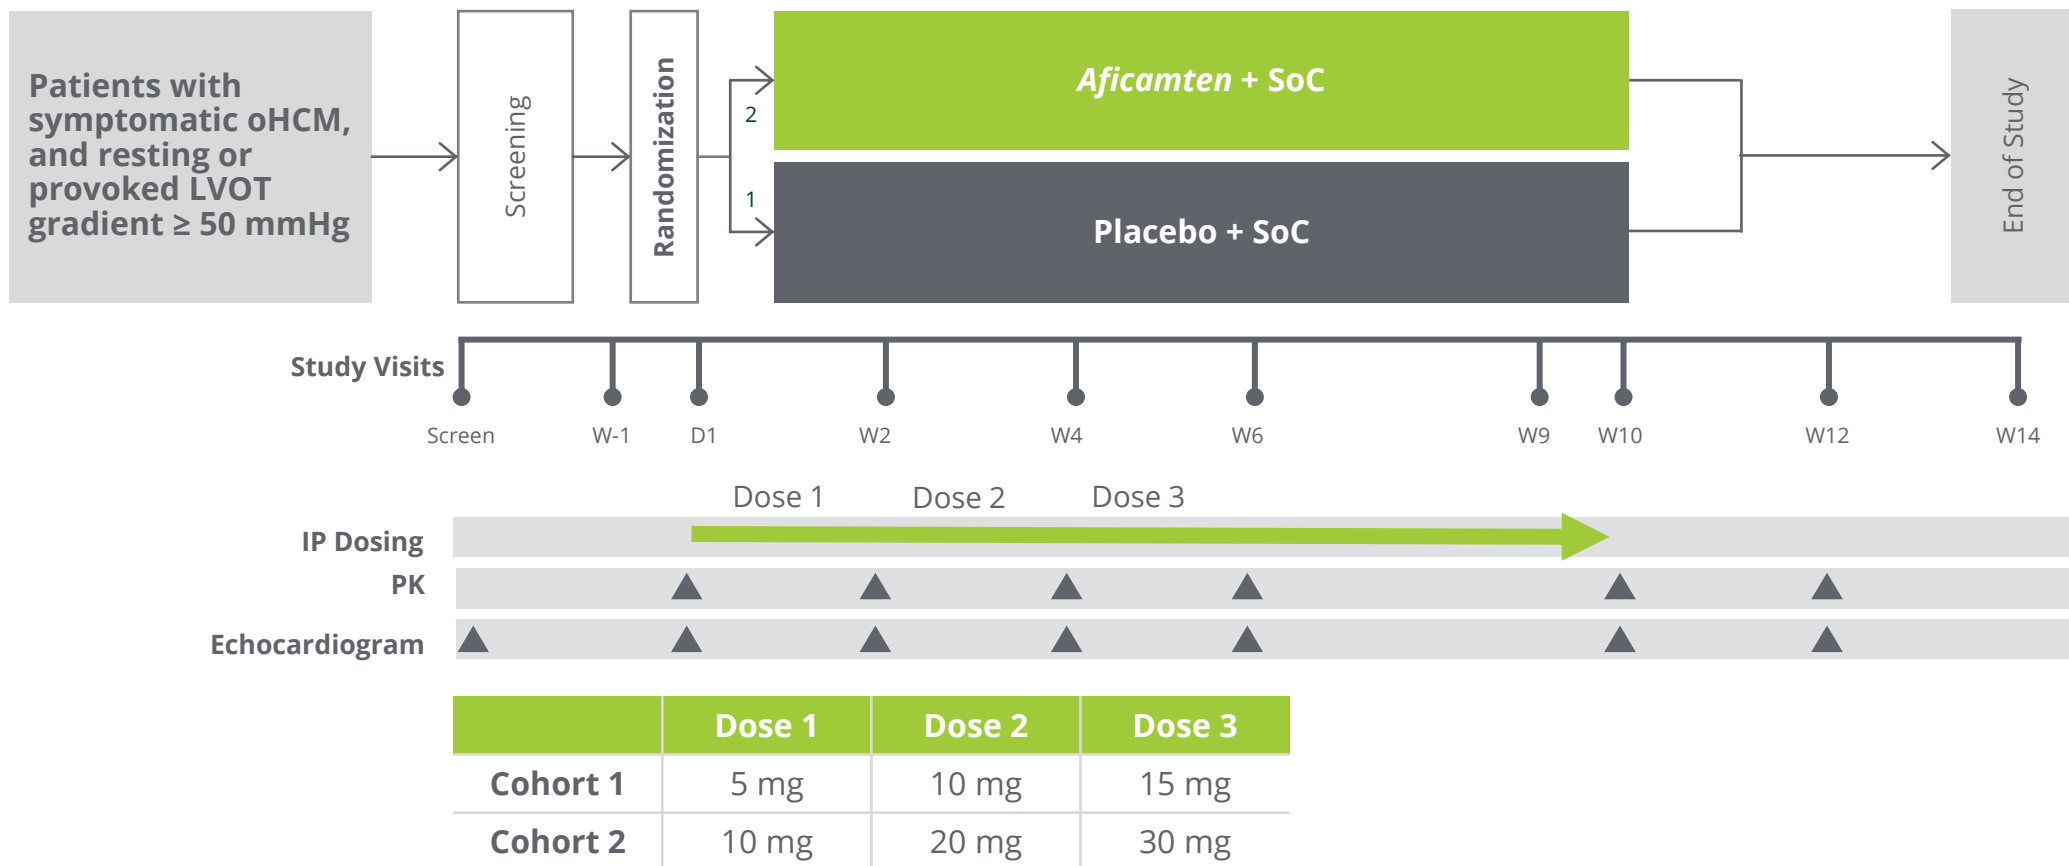 Patients with
symptomatic oHCM,
and resting or
provoked LVOT
gradient ≥ 50 mmHg
Screening
Randomization
2
1
Aficamten + SoC
Placebo + SoC
End of Study
Study Visits
Screen W-1 D1 W2 W4 W6 W9 W10 W12 W14
Dose 1 Dose 2 Dose 3
IP Dosing
PK
Echocardiogram
Dose 1 Dose 2 Dose 3
Cohort 1 5 mg 10 mg 15 mg
Cohort 2 10 mg 20 mg 30 mg